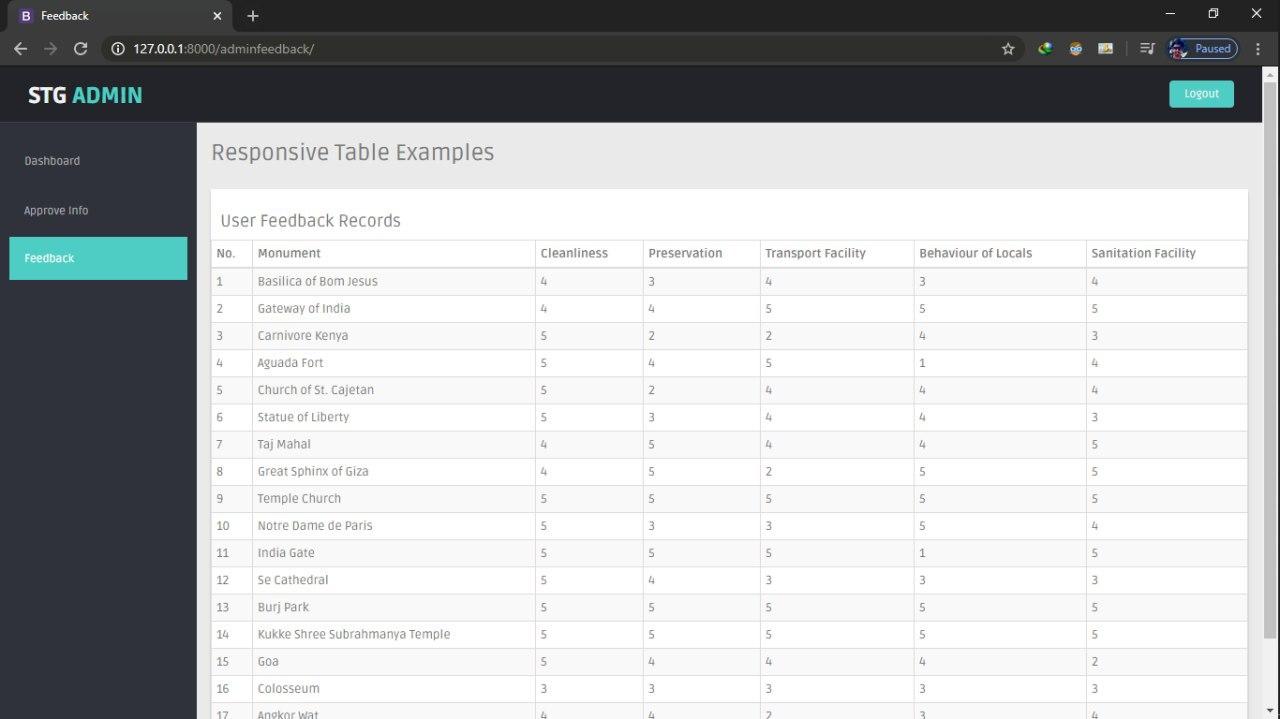 Feedback
127.0.0.1:8000/adminfeedback/
Paused
STG ADMIN
Logout
Dashboard
Approve Info
Feedback
Responsive Table Examples
User Feedback Records
No. Monument Cleanliness Preservation Transport Facility Behaviour of Locals Sanitation Facility
1 Basilica of Bom Jesus 4 3 4 3 4
2 Gateway of India 4 4 5 5 5
3 Carnivore Kenya 5 2 2 4 3
4 Aguada Fort 5 4 5 1 4
5 Church of St. Cajetan 5 2 4 4 4
6 Statue of Liberty 5 3 4 4 3
7 Taj Mahal 4 5 4 4 5
8 Great Sphinx of Giza 4 5 2 5 5
9 Temple Church 5 5 5 5 5
10 Notre Dame de Paris 5 3 3 5 4
11 India Gate 5 5 5 1 5
12 Se Cathedral 5 4 3 3 3
13 Burj Park 5 5 5 5 5
14 Kukke Shree Subrahmanya Temple 5 5 5 5 5
15 Goa 5 4 4 4 2
16 Colosseum 3 3 3 3 3
17 Angkor Wat 4 4 2 3 4